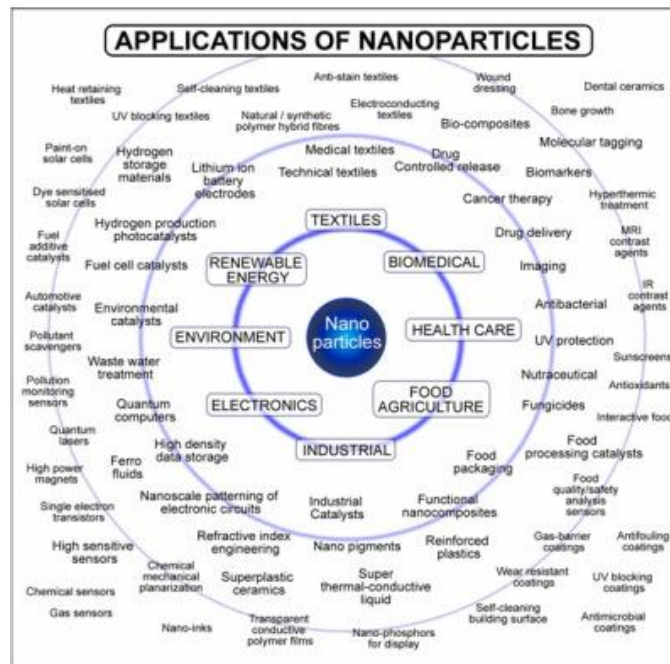 APPLICATIONS OF NANOPARTICLES
Heat retaining
textiles
Self-cleaning textiles
Anti-stain textiles
Wound
dressing
Dental ceramics
UV blocking textiles
Natural / synthetic
polymer hybrid fibres
Electroconducting
textiles
Bio-composites
Bone growth
Molecular tagging
Paint-on
solar cells
Hydrogen
storage
materials
Lithium ion
battery
electrodes
Medical textiles
Technical textiles
Drug
Controlled release
Biomarkers
Dye sensitised
solar cells
Cancer therapy
Hyperthermic
treatment
Hydrogen production
photocatalysts
TEXTILES
Drug delivery
MRI
contrast
agents
Fuel
additive
catalysts
Fuel cell catalysts
RENEWABLE
ENERGY
BIOMEDICAL
Imaging
IR
contrast
agents
Automotive
catalysts
Environmental
catalysts
Antibacterial
Nano
particles
ENVIRONMENT
HEALTH CARE
Pollutant
scavengers
UV protection
Sunscreens
Waste water
treatment
Nutraceutical
Antioxidants
Pollution
monitoring
sensors
Quantum
computers
ELECTRONICS
FOOD
AGRICULTURE
Fungicides
Interactive food
Quantum
lasers
High density
data storage
INDUSTRIAL
Food
processing catalysts
High power
magnets
Ferro
fluids
Food
packaging
Food
quality/safety
analysis
sensors
Single electron
transistors
Nanoscale patterning of
electronic circuits
Industrial
Catalysts
Functional
nanocomposites
High sensitive
sensors
Refractive index
engineering
Nano pigments
Reinforced
plastics
Gas-barrier
coatings
Antifouling
coatings
Chemical
mechanical
planarization
Superplastic
ceramics
Super
thermal-conductive
liquid
Wear resistant
coatings
UV blocking
coatings
Chemical sensors
Gas sensors
Nano-inks
Transparent
conductive
polymer films
Nano-phosphors
for display
Self-cleaning
building surface
Antimicrobial
coatings